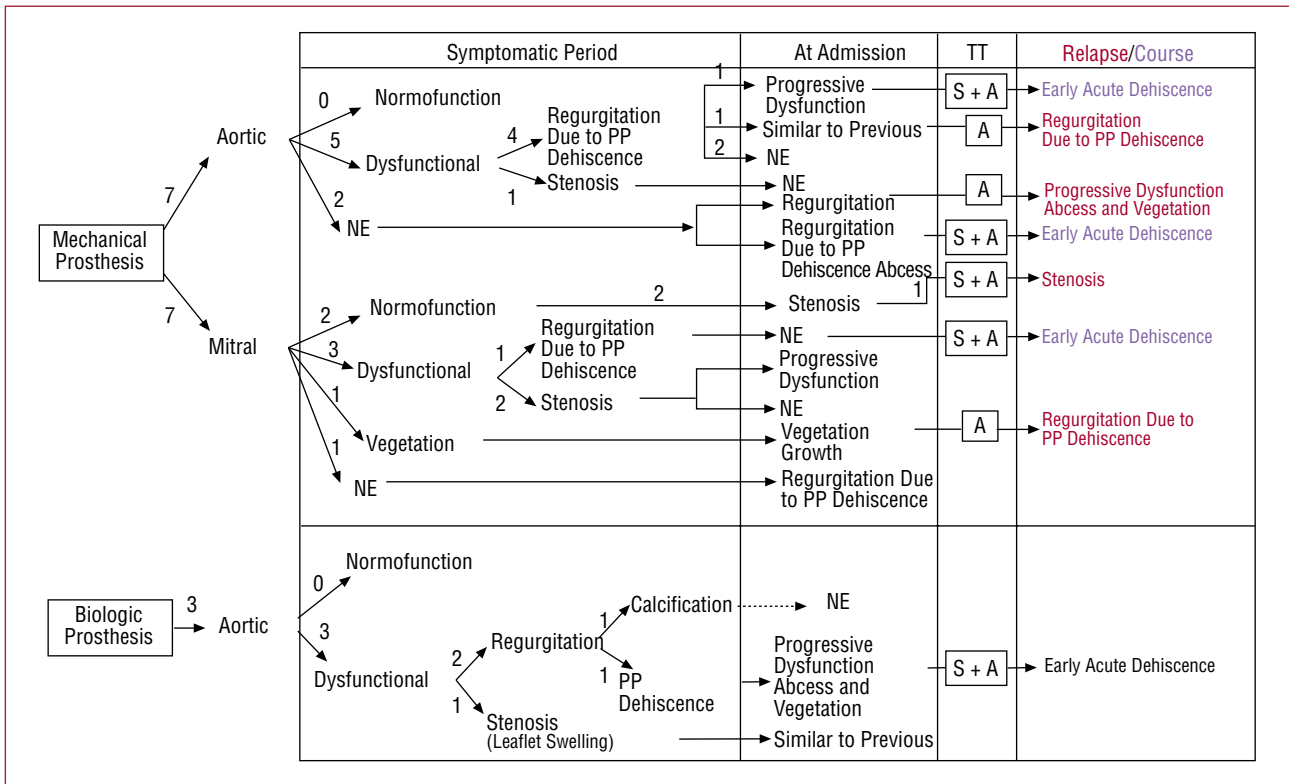 Symptomatic Period
At Admission
TT
Relapse/Course
Mechanical
Prosthesis
7
7
Aortic
0
5
2
Normofunction
Dysfunctional
NE
4
1
Regurgitation
Due to PP
Dehiscence
Stenosis
1
1
2
Progressive
Dysfunction
Similar to Previous
NE
NE
Regurgitation
Regurgitation
Due to PP
Dehiscence Abcess
S + A
A
A
S + A
Early Acute Dehiscence
Regurgitation
Due to PP Dehiscence
Progressive Dysfunction
Abcess and Vegetation
Early Acute Dehiscence
Mitral
2
3
1
1
Normofunction
Dysfunctional
Vegetation
NE
2
1
2
Regurgitation
Due to PP
Dehiscence
Stenosis
Stenosis
1
NE
Progressive
Dysfunction
NE
Vegetation
Growth
Regurgitation Due
to PP Dehiscence
S + A
S + A
A
Stenosis
Early Acute Dehiscence
Regurgitation Due to
PP Dehiscence
Biologic
Prosthesis
3
Aortic
0
3
Normofunction
Dysfunctional
2
1
Regurgitation
Stenosis
(Leaflet Swelling)
1
1
Calcification
PP
Dehiscence
NE
Progressive
Dysfunction
Abcess and
Vegetation
Similar to Previous
S + A
Early Acute Dehiscence